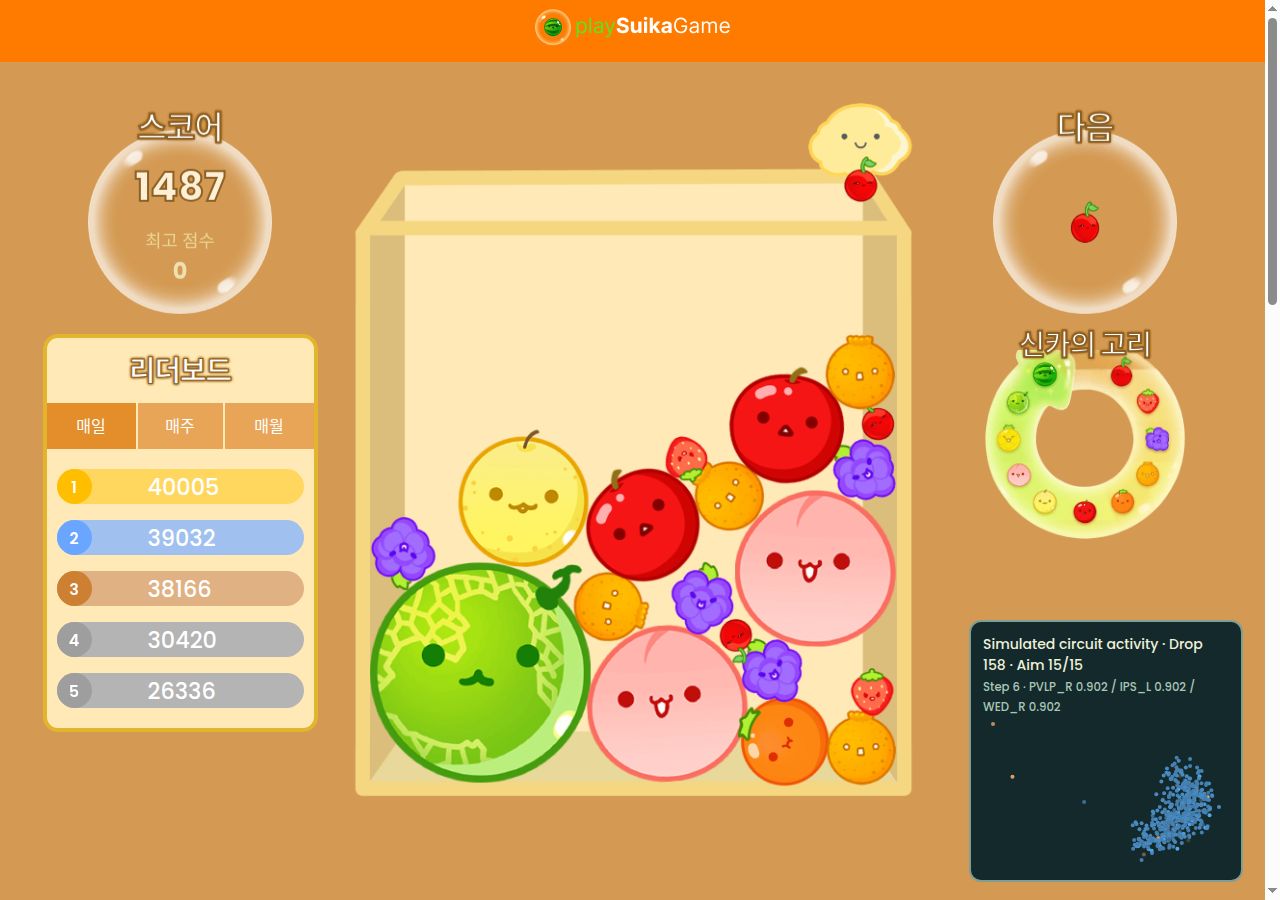 playSuikaGame
스코어
1487
최고 점수
0
리더보드
매일 매주 매월
1 40005
2 39032
3 38166
4 30420
5 26336
다음
신카의 고리
Simulated circuit activity · Drop
158 · Aim 15/15
Step 6 · PVLP_R 0.902 / IPS_L 0.902 /
WED_R 0.902